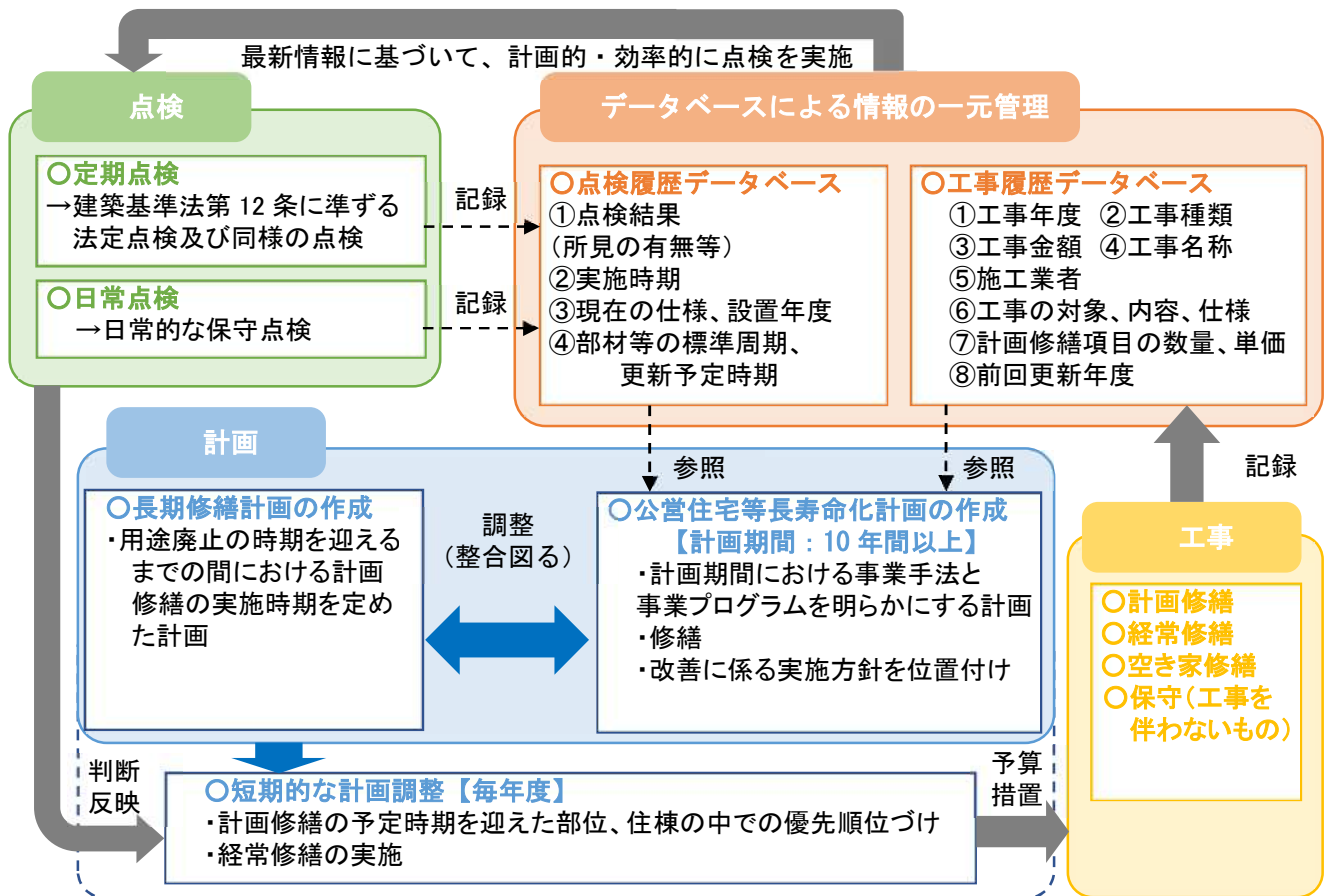 最新情報に基づいて、計画的・効率的に点検を実施
点検
〇定期点検
→建築基準法第 12 条に準ずる
法定点検及び同様の点検
〇日常点検
→日常的な保守点検
記録
記録
データベースによる情報の一元管理
〇点検履歴データベース
①点検結果
(所見の有無等)
②実施時期
③現在の仕様、設置年度
④部材等の標準周期、
更新予定時期
〇工事履歴データベース
①工事年度 ②工事種類
③工事金額 ④工事名称
⑤施工業者
⑥工事の対象、内容、仕様
⑦計画修繕項目の数量、単価
⑧前回更新年度
参照
参照
記録
計画
〇長期修繕計画の作成
・用途廃止の時期を迎える
までの間における計画
修繕の実施時期を定め
た計画
調整
(整合図る)
〇公営住宅等長寿命化計画の作成
【計画期間：10 年間以上】
・計画期間における事業手法と
事業プログラムを明らかにする計画
・修繕
・改善に係る実施方針を位置付け
工事
〇計画修繕
〇経常修繕
〇空き家修繕
〇保守(工事を
伴わないもの)
判断
反映
〇短期的な計画調整【毎年度】
・計画修繕の予定時期を迎えた部位、住棟の中での優先順位づけ
・経常修繕の実施
予算
措置